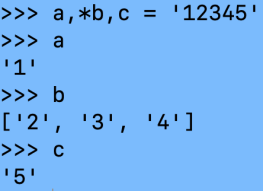 >>> a,*b,c = '12345'
>>> a
'1'
>>> b
['2', '3', '4']
>>> c
'5'